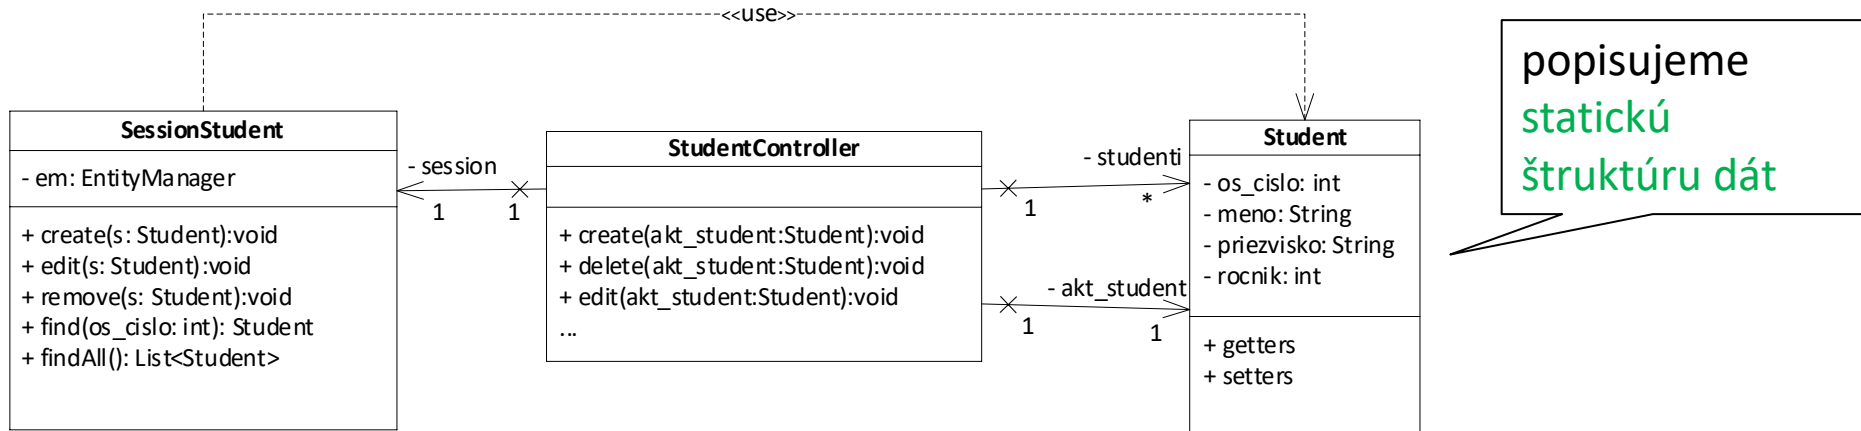 <<use>>
SessionStudent
- em: EntityManager
+ create(s: Student):void
+ edit(s: Student):void
+ remove(s: Student):void
+ find(os_cislo: int): Student
+ findAll(): List<Student>
- session
1
1
StudentController
+ create(akt_student:Student):void
+ delete(akt_student:Student):void
+ edit(akt_student:Student):void
...
- studenti
1
*
- akt_student
1
1
Student
- os_cislo: int
- meno: String
- priezvisko: String
- rocnik: int
+ getters
+ setters
popisujeme
statickú
štruktúru dát